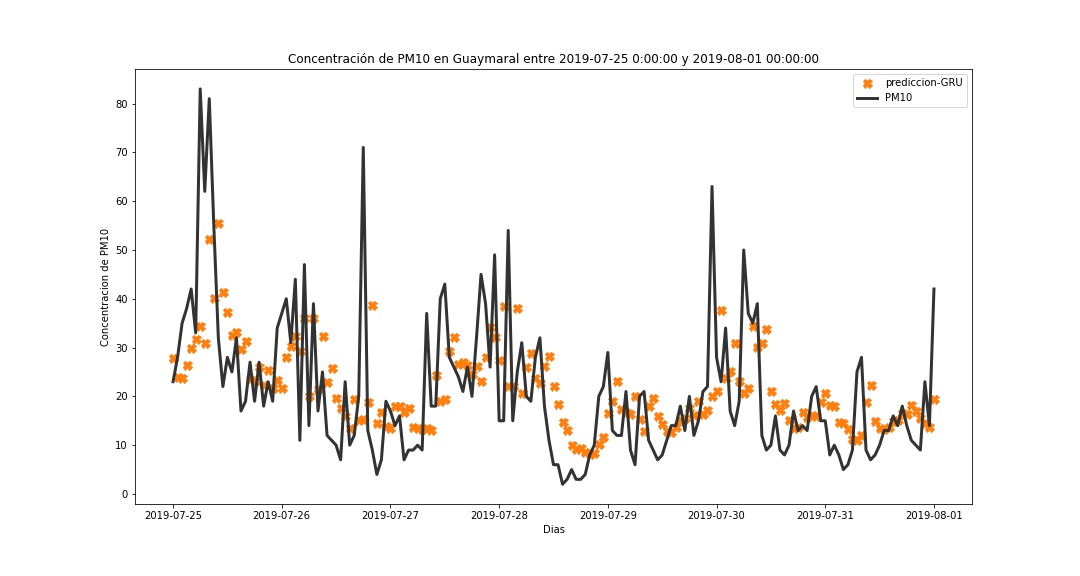 Concentración de PM10 en Guaymaral entre 2019-07-25 0:00:00 y 2019-08-01 00:00:00
prediccion-GRU
PM10
Concentracion de PM10
80
70
60
50
40
30
20
10
0
2019-07-25 2019-07-26 2019-07-27 2019-07-28 2019-07-29 2019-07-30 2019-07-31 2019-08-01
Dias